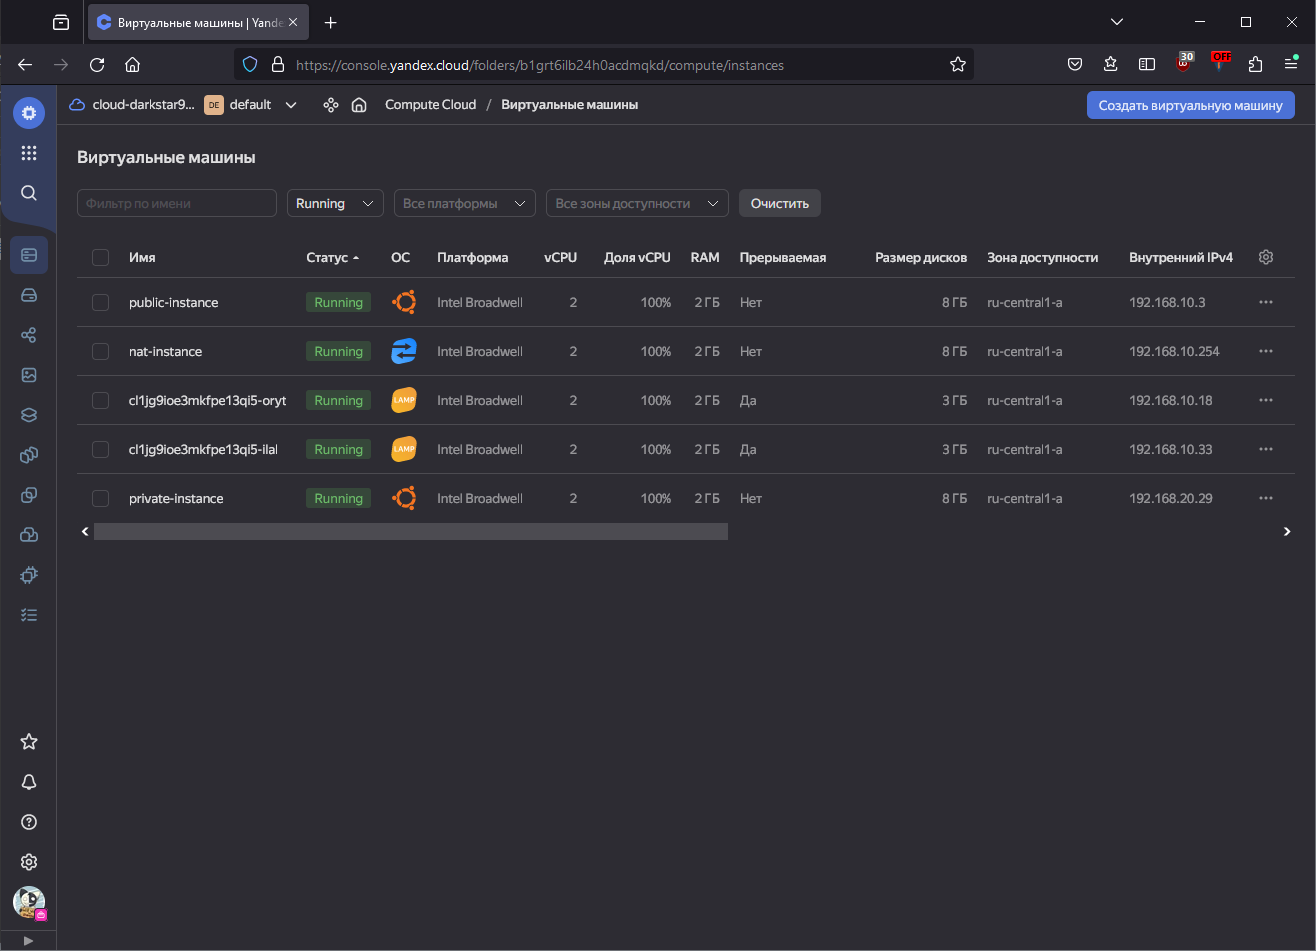 Виртуальные машины | Yande
https://console.yandex.cloud/folders/b1grt6ilb24h0acdmqkd/compute/instances
30
OFF
cloud-darkstar9... DE default Compute Cloud / Виртуальные машины Создать виртуальную машину
Виртуальные машины
Фильтр по имени Running Все платформы Все зоны доступности Очистить
Имя Статус ОС Платформа vCPU Доля vCPU RAM Прерываемая Размер дисков Зона доступности Внутренний IPv4
public-instance Running Intel Broadwell 2 100% 2 ГБ Нет 8 ГБ ru-central1-a 192.168.10.3
nat-instance Running Intel Broadwell 2 100% 2 ГБ Нет 8 ГБ ru-central1-a 192.168.10.254
cl1jg9ioe3mkfpe13qi5-oryt Running LAMP Intel Broadwell 2 100% 2 ГБ Да 3 ГБ ru-central1-a 192.168.10.18
cl1jg9ioe3mkfpe13qi5-ilal Running LAMP Intel Broadwell 2 100% 2 ГБ Да 3 ГБ ru-central1-a 192.168.10.33
private-instance Running Intel Broadwell 2 100% 2 ГБ Нет 8 ГБ ru-central1-a 192.168.20.29